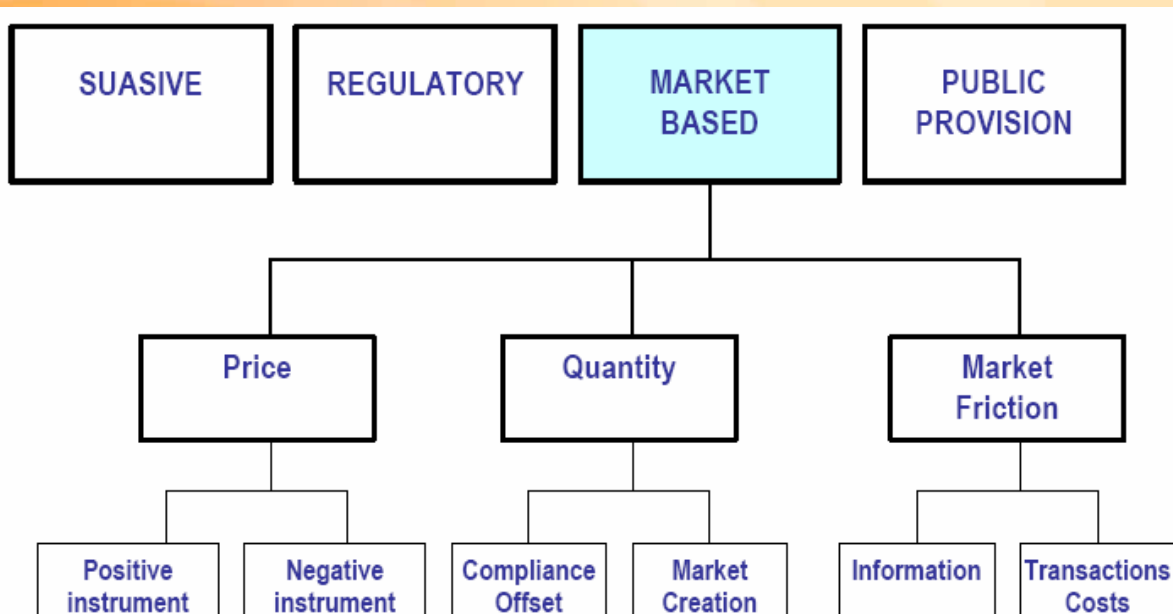 SUASIVE
REGULATORY
MARKET
BASED
PUBLIC
PROVISION
Price
Quantity
Market
Friction
Positive
instrument
Negative
instrument
Compliance
Offset
Market
Creation
Information
Transactions
Costs